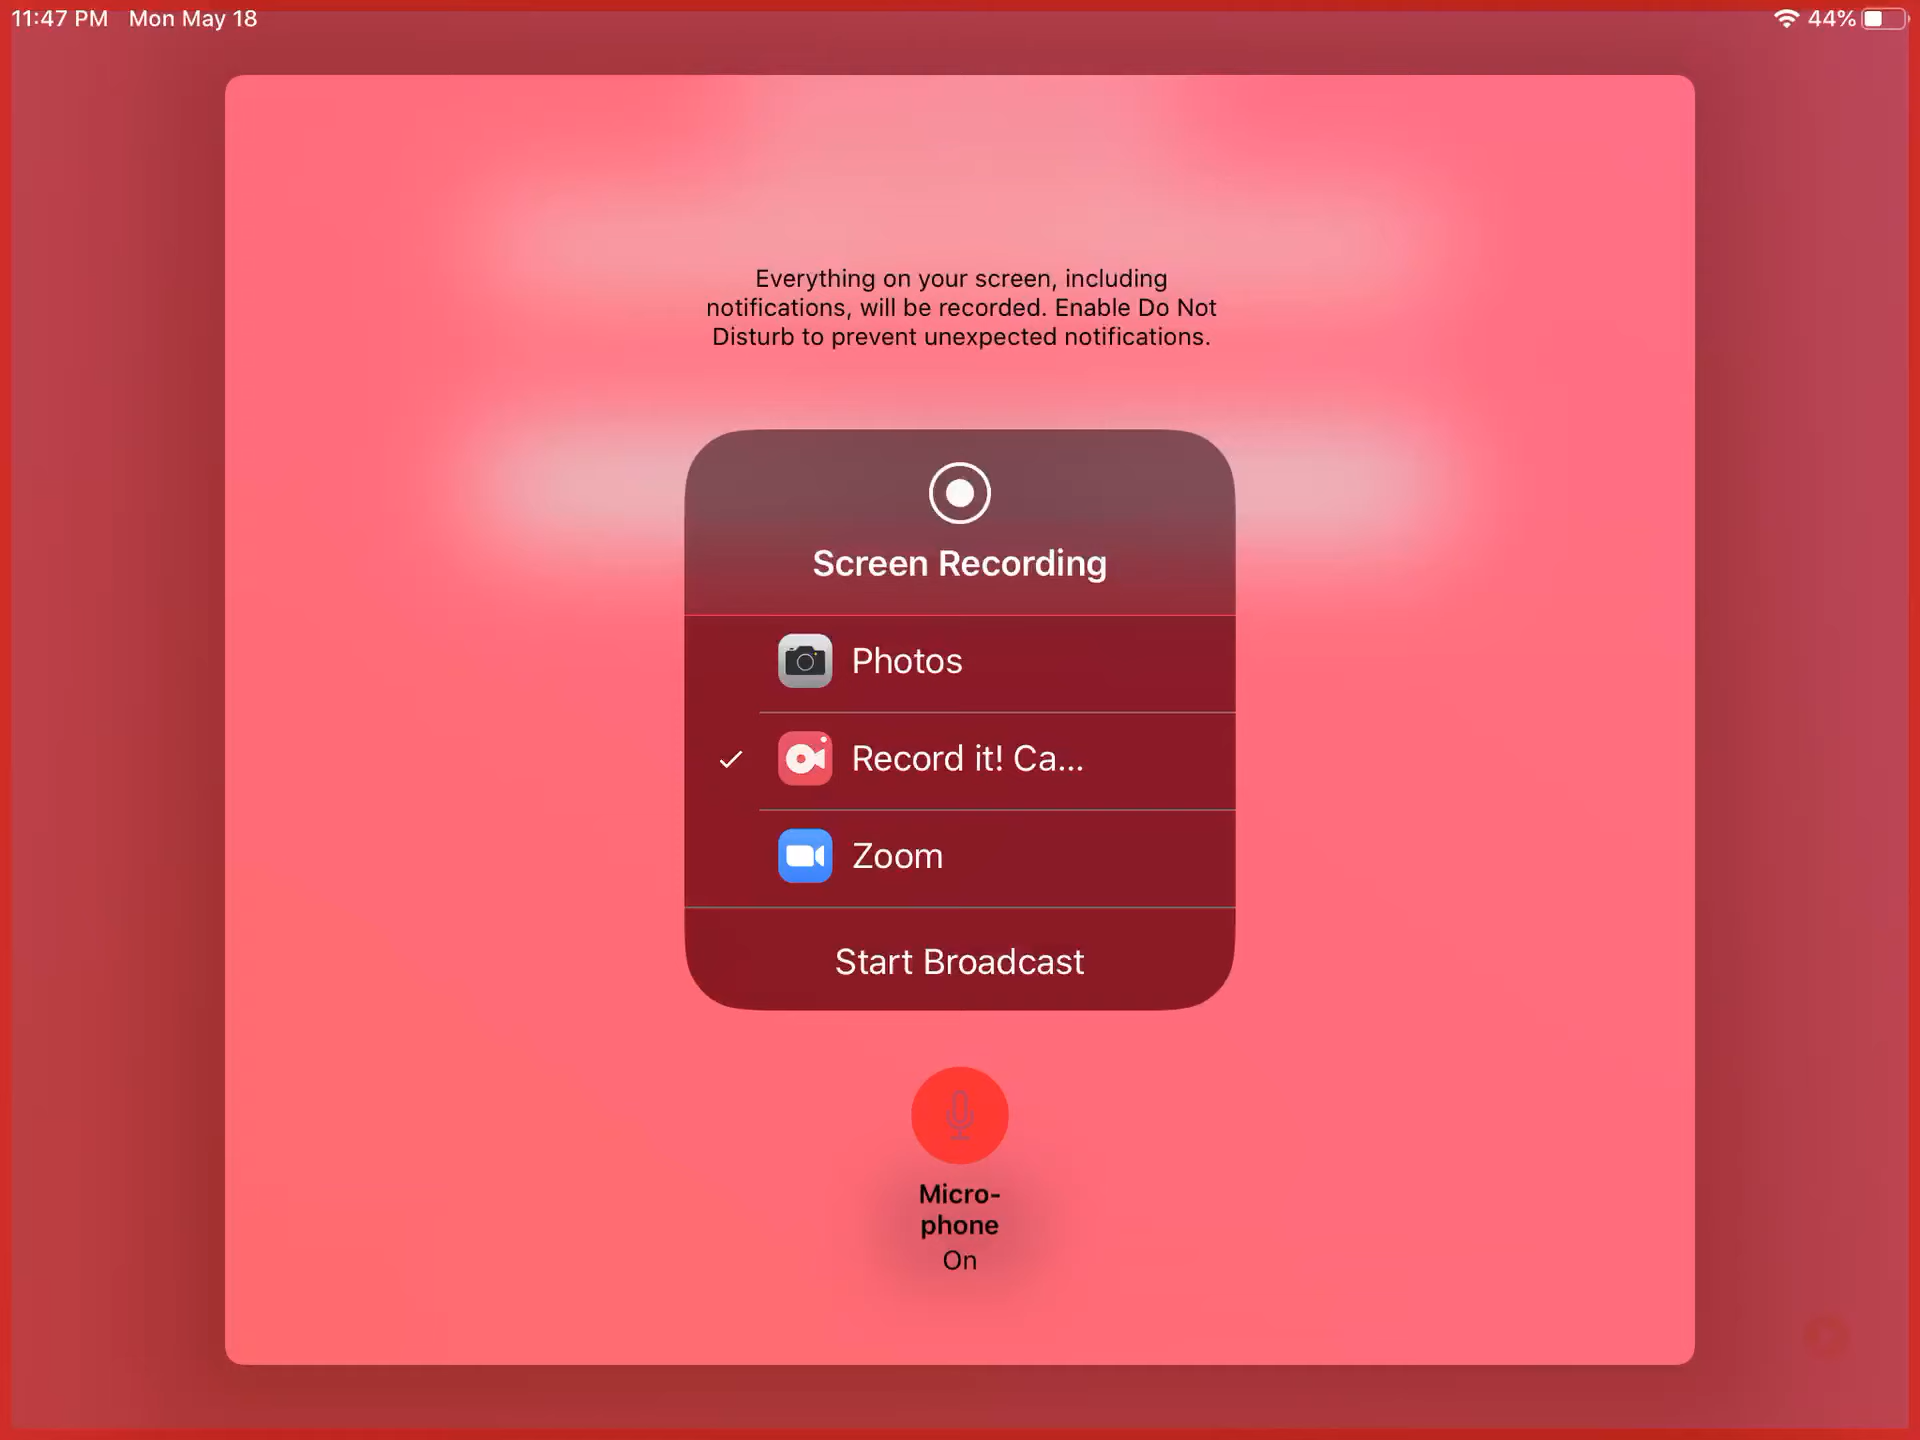 11:47 PM Mon May 18
44%
Everything on your screen, including
notifications, will be recorded. Enable Do Not
Disturb to prevent unexpected notifications.
Screen Recording
Photos
Record it! Ca...
Zoom
Start Broadcast
Micro-
phone
On